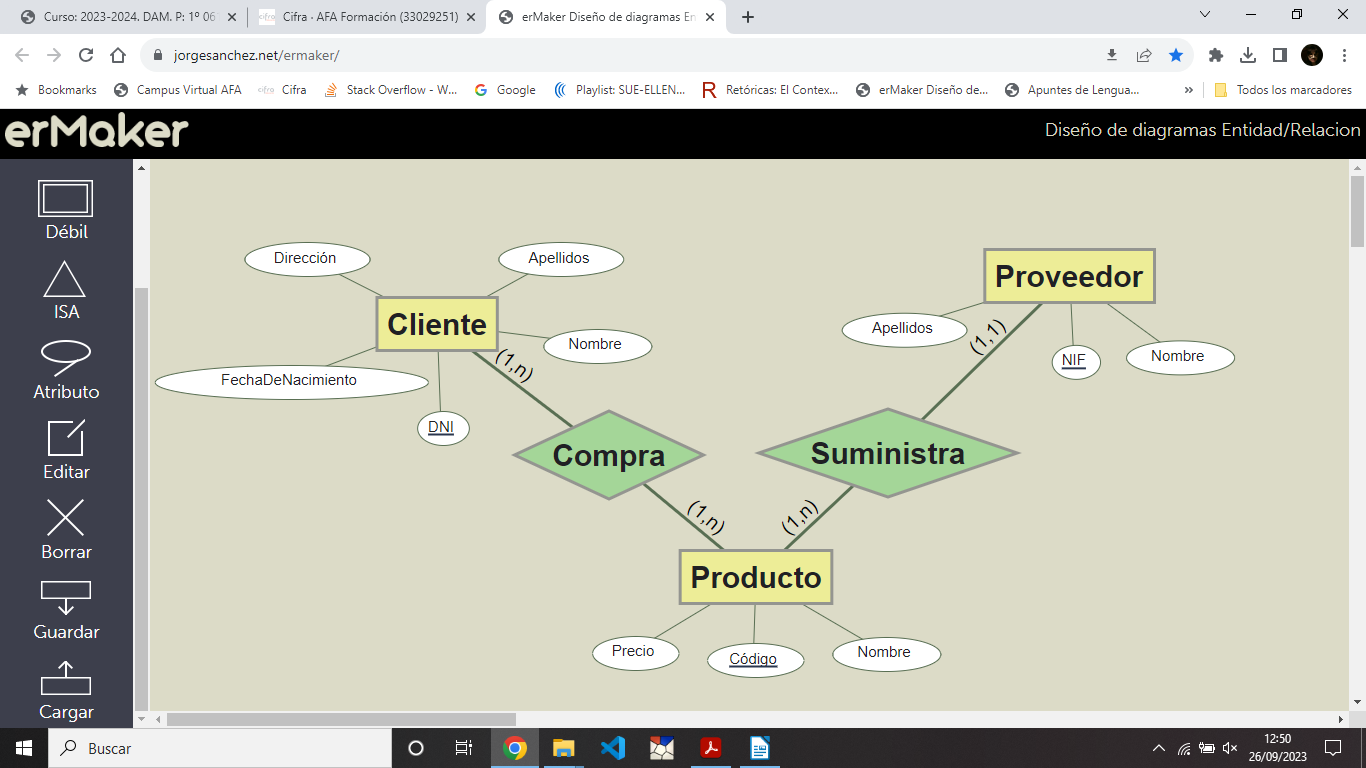 Curso: 2023-2024. DAM. P: 1º 06
Cifra · AFA Formación (33029251)
erMaker Diseño de diagramas En
jorgesanchez.net/ermaker/
Bookmarks
Campus Virtual AFA
Cifra
Stack Overflow - W...
Google
Playlist: SUE-ELLEN...
Retóricas: El Contex...
erMaker Diseño de...
Apuntes de Lengua...
»
Todos los marcadores
erMaker
Diseño de diagramas Entidad/Relacion
Débil
ISA
Atributo
Editar
Borrar
Guardar
Cargar
Dirección
Apellidos
Cliente
Nombre
FechaDeNacimiento
DNI
(1,n)
Proveedor
Apellidos
NIF
Nombre
(1,1)
Compra
Suministra
(1,n)
(1,n)
Producto
Precio
Código
Nombre
Buscar
12:50
26/09/2023